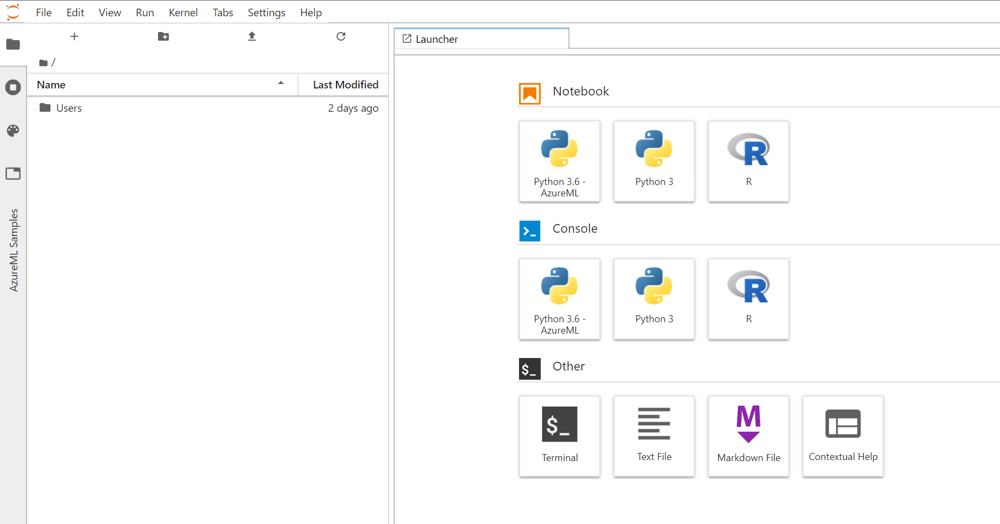 File Edit View Run Kernel Tabs Settings Help
/
Name Last Modified
Users 2 days ago
AzureML Samples
Launcher
Notebook
Python 3.6 -
AzureML
Python 3
R
Console
Python 3.6 -
AzureML
Python 3
R
$_ Other
$_
Terminal
Text File
M
Markdown File
Contextual Help